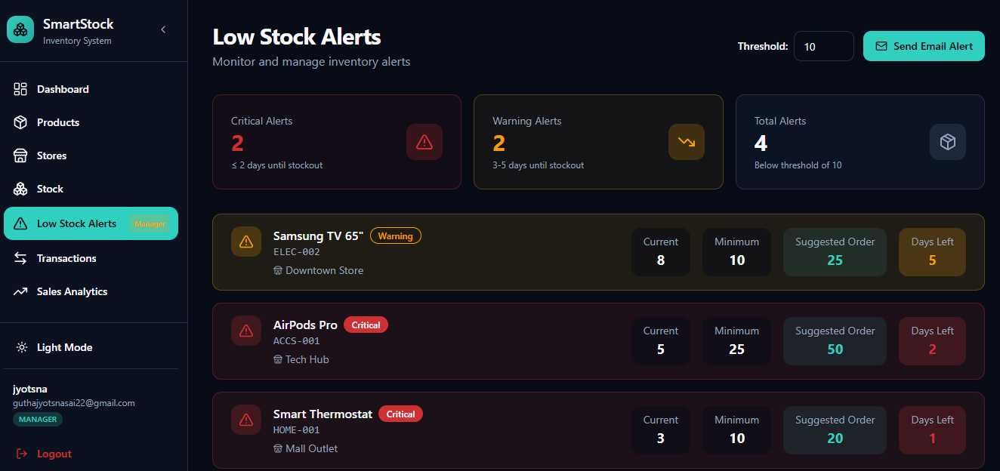 SmartStock
Inventory System
Dashboard
Products
Stores
Stock
Low Stock Alerts Manager
Transactions
Sales Analytics
Light Mode
jyotsna
guthajyotsnasai22@gmail.com
MANAGER
Logout
Low Stock Alerts
Monitor and manage inventory alerts
Threshold: 10 Send Email Alert
Critical Alerts
2
≤ 2 days until stockout
Warning Alerts
2
3-5 days until stockout
Total Alerts
4
Below threshold of 10
Samsung TV 65" Warning
ELEC-002
Downtown Store
Current Minimum Suggested Order Days Left
8 10 25 5
AirPods Pro Critical
ACCS-001
Tech Hub
Current Minimum Suggested Order Days Left
5 25 50 2
Smart Thermostat Critical
HOME-001
Mall Outlet
Current Minimum Suggested Order Days Left
3 10 20 1